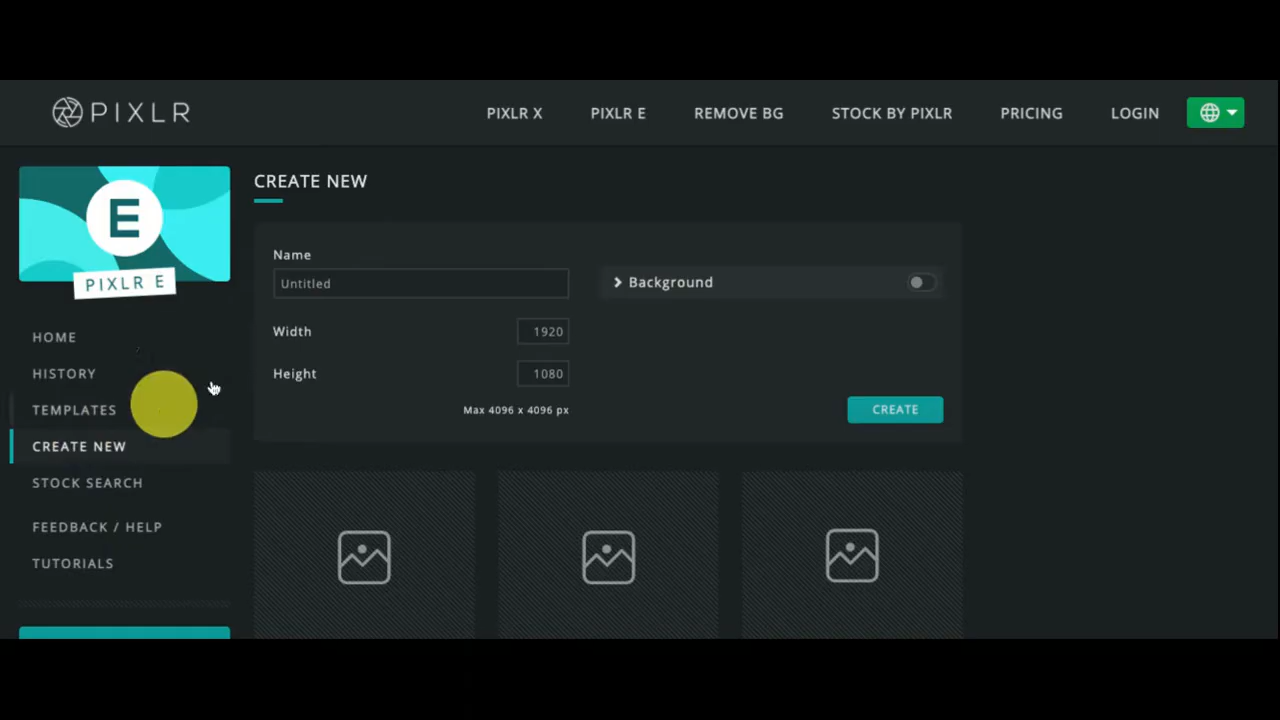 PIXLR
PIXLR X
PIXLR E
REMOVE BG
STOCK BY PIXLR
PRICING
LOGIN
E
PIXLR E
HOME
HISTORY
TEMPLATES
CREATE NEW
STOCK SEARCH
FEEDBACK / HELP
TUTORIALS
CREATE NEW
Name
Untitled
Background
Width 1920
Height 1080
Max 4096 x 4096 px
CREATE